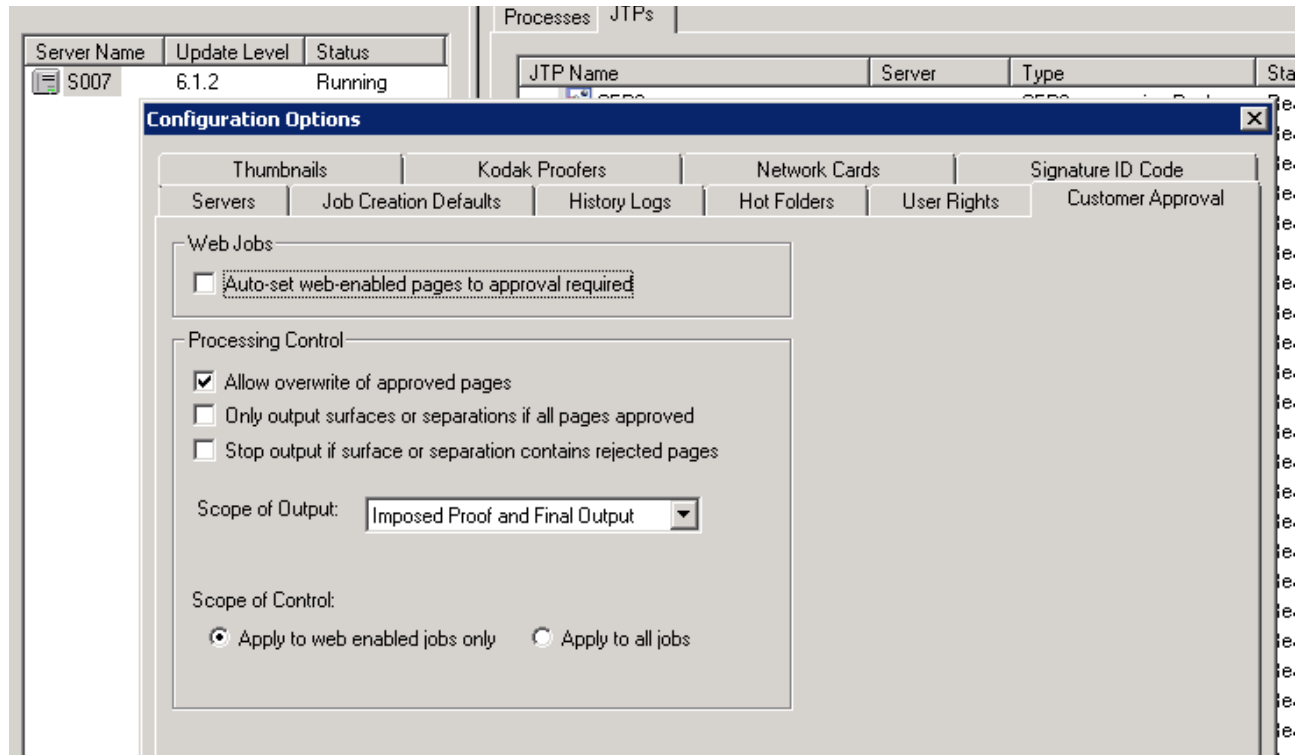 Processes JTPs
Server Name Update Level Status
S007 6.1.2 Running
JTP Name Server Type
Configuration Options
Thumbnails Kodak Proofers Network Cards Signature ID Code
Servers Job Creation Defaults History Logs Hot Folders User Rights Customer Approval
Web Jobs
Auto-set web-enabled pages to approval required
Processing Control
Allow overwrite of approved pages
Only output surfaces or separations if all pages approved
Stop output if surface or separation contains rejected pages
Scope of Output: Imposed Proof and Final Output
Scope of Control:
Apply to web enabled jobs only Apply to all jobs